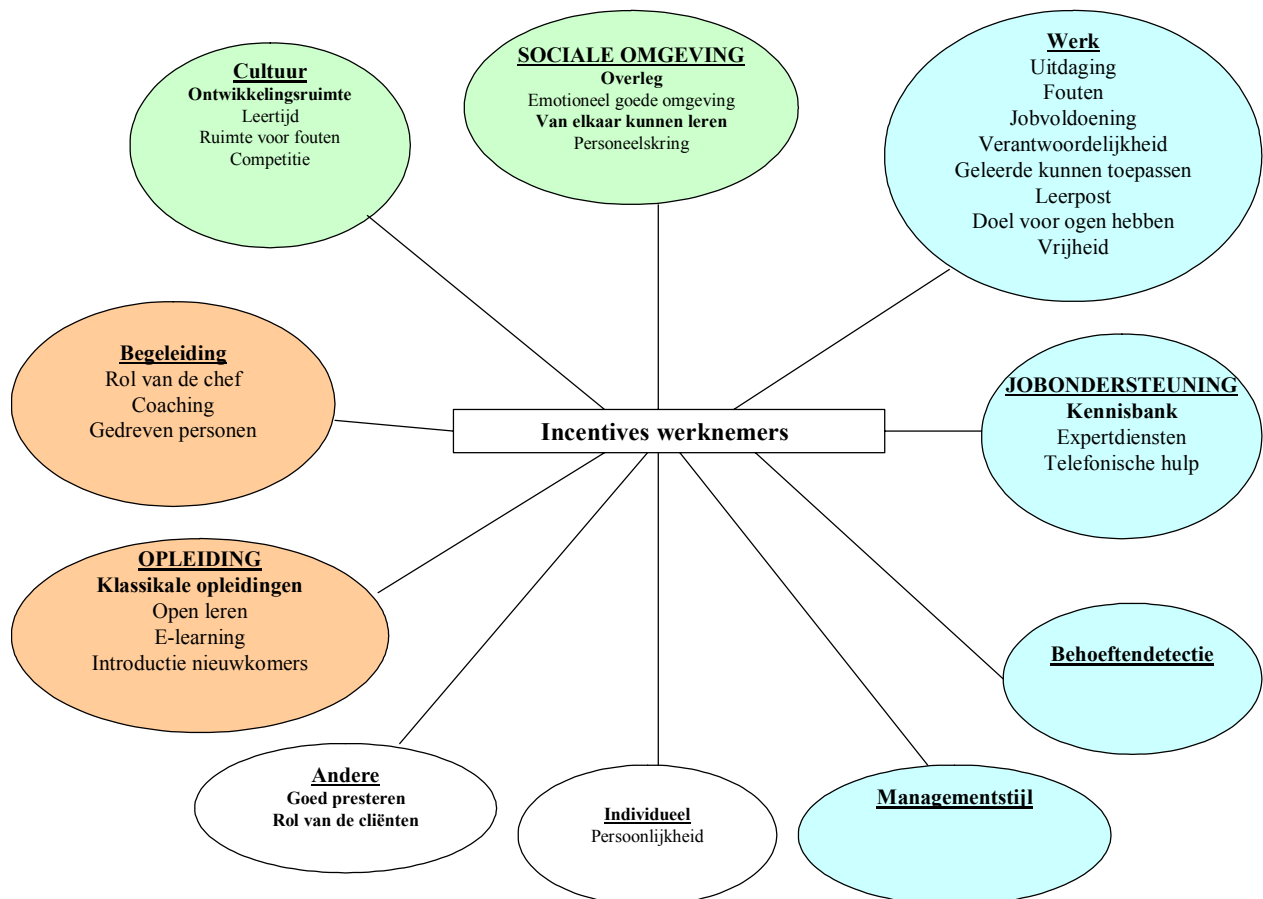 Cultuur
Ontwikkelingsruimte
Leertijd
Ruimte voor fouten
Competitie
SOCIALE OMGEVING
Overleg
Emotioneel goede omgeving
Van elkaar kunnen leren
Personeelskring
Werk
Uitdaging
Fouten
Jobvoldoening
Verantwoordelijkheid
Geleerde kunnen toepassen
Leerpost
Doel voor ogen hebben
Vrijheid
Begeleiding
Rol van de chef
Coaching
Gedreven personen
Incentives werknemers
JOBONDERSTEUNING
Kennisbank
Expertdiensten
Telefonische hulp
OPLEIDING
Klassikale opleidingen
Open leren
E-learning
Introductie nieuwkomers
Behoeftendetectie
Andere
Goed presteren
Rol van de cliënten
Individueel
Persoonlijkheid
Managementstijl